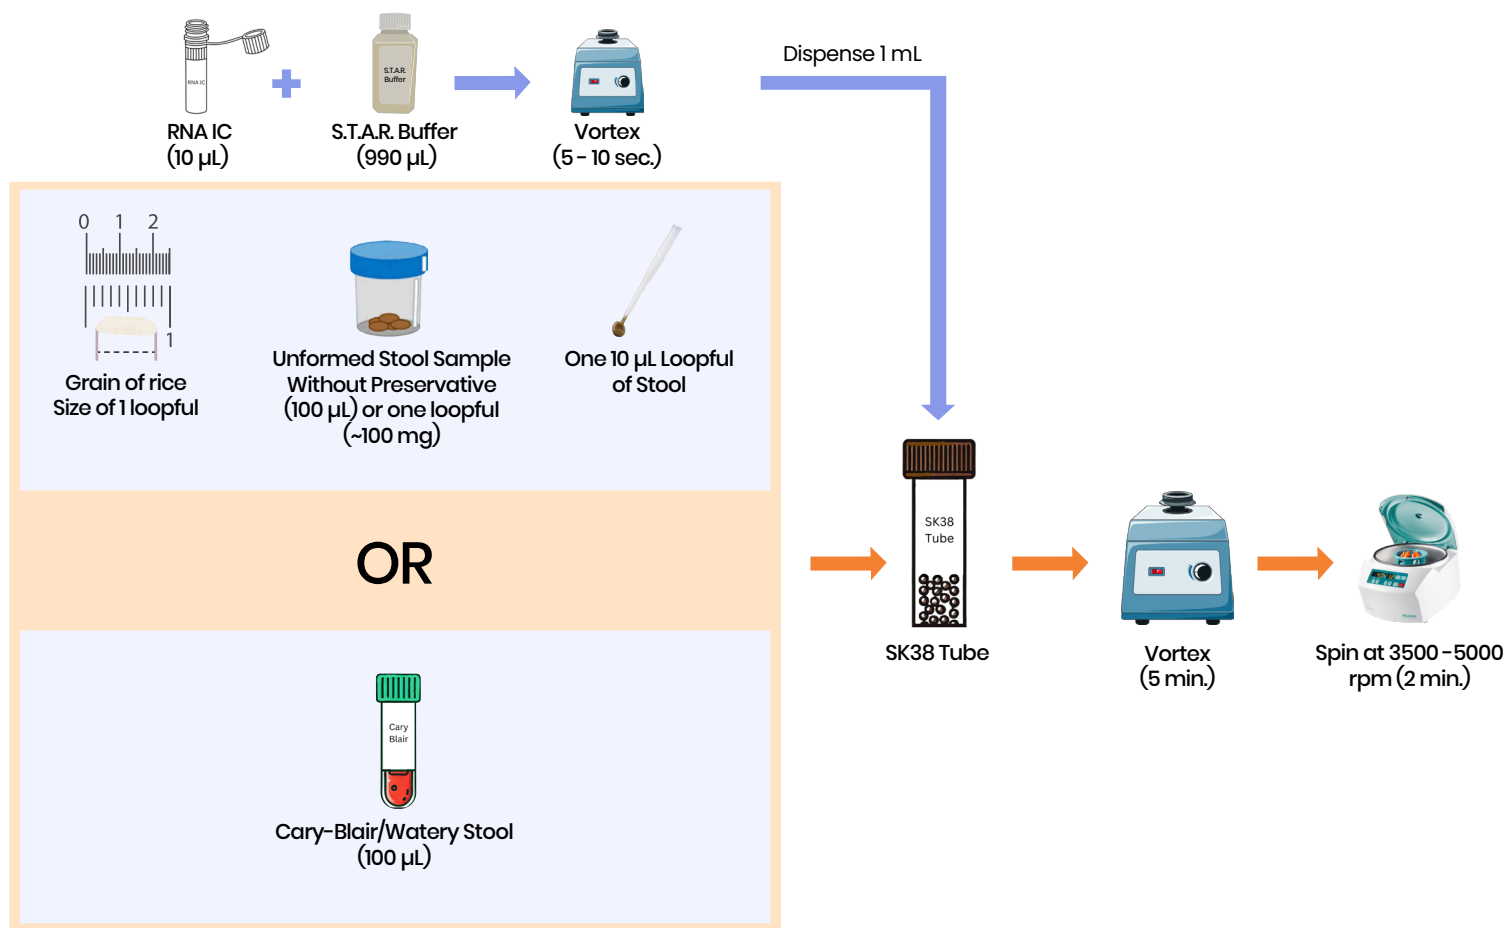 Dispense 1 mL
RNA IC
S.T.A.R.
Buffer
RNA IC
(10 µL)
S.T.A.R. Buffer
(990 µL)
Vortex
(5 - 10 sec.)
0 1 2
1
Grain of rice
Size of 1 loopful
Unformed Stool Sample
Without Preservative
(100 µL) or one loopful
(~100 mg)
One 10 µL Loopful
of Stool
OR
SK38
Tube
SK38 Tube
Vortex
(5 min.)
Spin at 3500 -5000
rpm (2 min.)
Cary
Blair
Cary-Blair/Watery Stool
(100 µL)